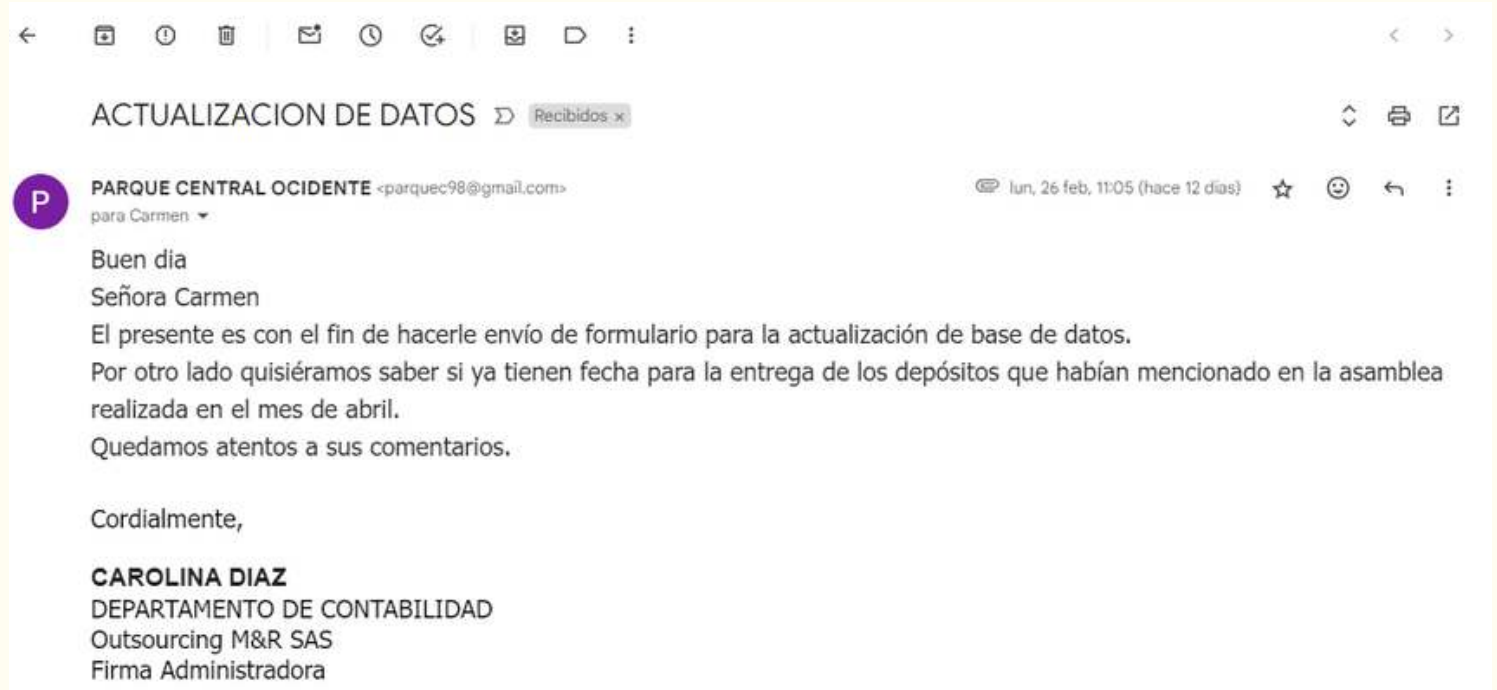 ACTUALIZACION DE DATOS Recibidos x
PARQUE CENTRAL OCIDENTE <parquec98@gmail.com> lun, 26 feb, 11:05 (hace 12 días)
para Carmen
P
Buen dia
Señora Carmen
El presente es con el fin de hacerle envío de formulario para la actualización de base de datos.
Por otro lado quisiéramos saber si ya tienen fecha para la entrega de los depósitos que habían mencionado en la asamblea
realizada en el mes de abril.
Quedamos atentos a sus comentarios.
Cordialmente,
CAROLINA DIAZ
DEPARTAMENTO DE CONTABILIDAD
Outsourcing M&R SAS
Firma Administradora